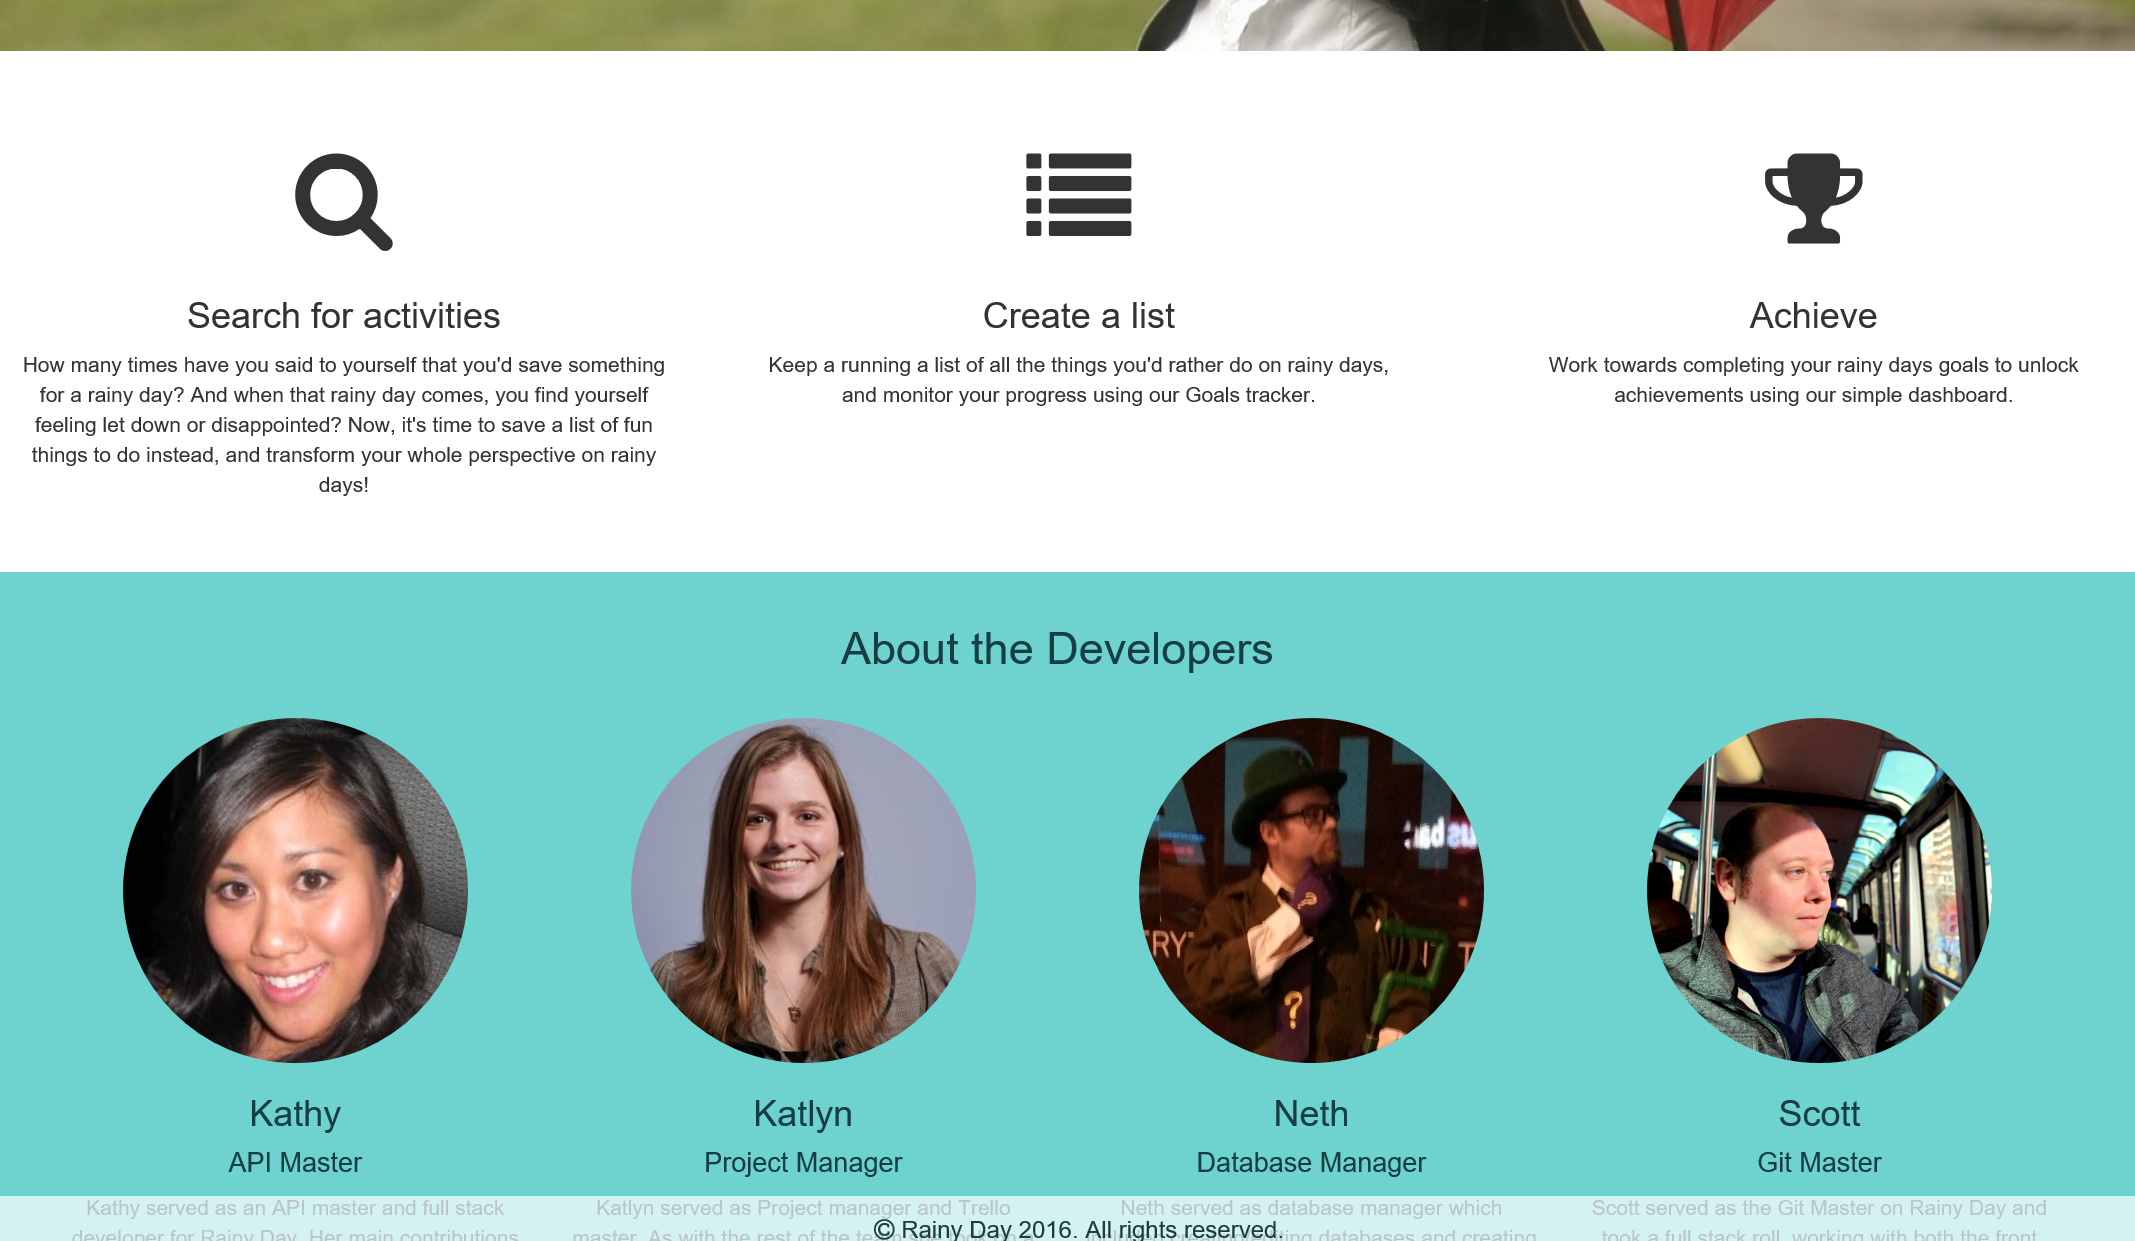 Search for activities
How many times have you said to yourself that you'd save something
for a rainy day? And when that rainy day comes, you find yourself
feeling let down or disappointed? Now, it's time to save a list of fun
things to do instead, and transform your whole perspective on rainy
days!
Create a list
Keep a running a list of all the things you'd rather do on rainy days,
and monitor your progress using our Goals tracker.
Achieve
Work towards completing your rainy days goals to unlock
achievements using our simple dashboard.
About the Developers
Kathy
API Master
Kathy served as an API master and full stack
developer for Rainy Day. Her main contributions
Katlyn
Project Manager
Katlyn served as Project manager and Trello
master. As with the rest of the
Neth
Database Manager
Neth served as database manager which
databases and creating
Scott
Git Master
Scott served as the Git Master on Rainy Day and
took a full stack roll, working with both the front
© Rainy Day 2016. All rights reserved.